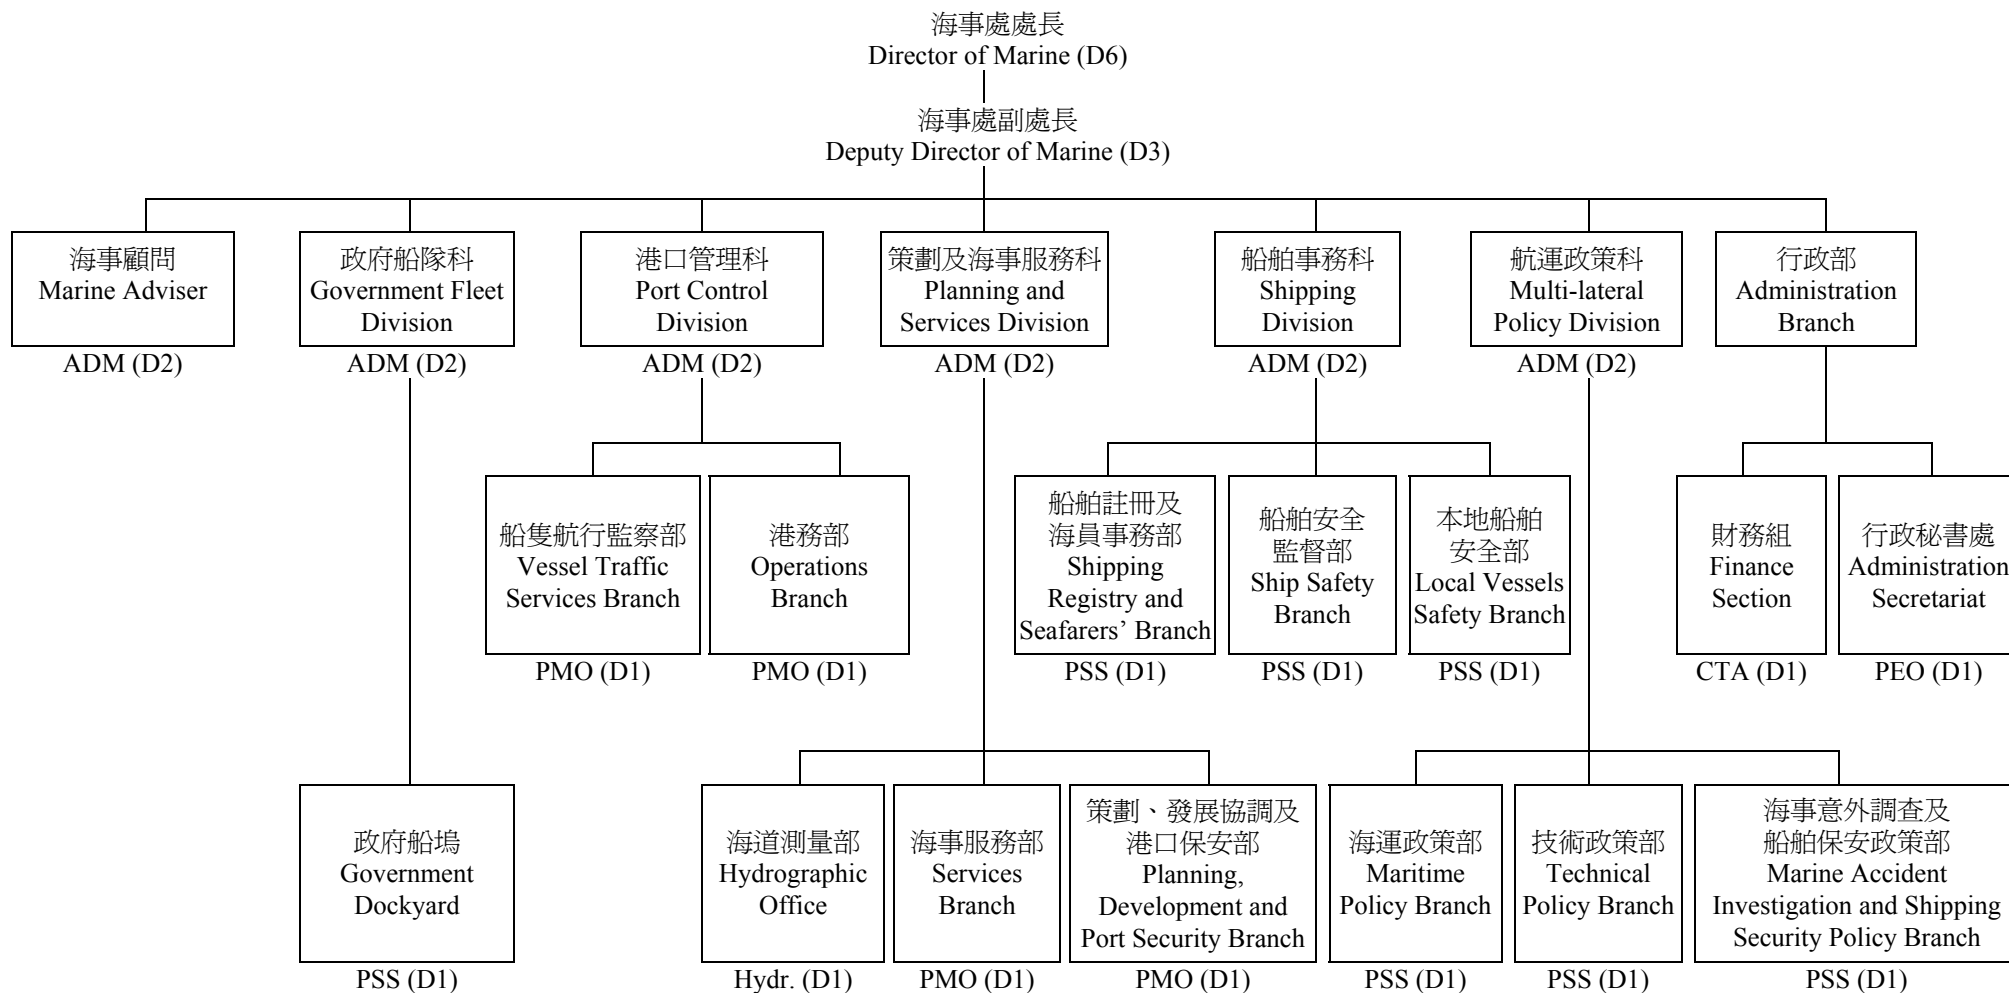 海事處處長
Director of Marine (D6)
海事處副處長
Deputy Director of Marine (D3)
海事顧問
Marine Adviser
ADM (D2)
政府船隊科
Government Fleet
Division
ADM (D2)
港口管理科
Port Control
Division
ADM (D2)
策劃及海事服務科
Planning and
Services Division
ADM (D2)
船舶事務科
Shipping
Division
ADM (D2)
航運政策科
Multi-lateral
Policy Division
ADM (D2)
行政部
Administration
Branch
船隻航行監察部
Vessel Traffic
Services Branch
PMO (D1)
港務部
Operations
Branch
PMO (D1)
船舶註冊及
海員事務部
Shipping
Registry and
Seafarers’ Branch
PSS (D1)
船舶安全
監督部
Ship Safety
Branch
PSS (D1)
本地船舶
安全部
Local Vessels
Safety Branch
PSS (D1)
財務組
Finance
Section
CTA (D1)
行政秘書處
Administration
Secretariat
PEO (D1)
政府船塢
Government
Dockyard
PSS (D1)
海道測量部
Hydrographic
Office
Hydr. (D1)
海事服務部
Services
Branch
PMO (D1)
策劃、發展協調及
港口保安部
Planning,
Development and
Port Security Branch
PMO (D1)
海運政策部
Maritime
Policy Branch
PSS (D1)
技術政策部
Technical
Policy Branch
PSS (D1)
海事意外調查及
船舶保安政策部
Marine Accident
Investigation and Shipping
Security Policy Branch
PSS (D1)